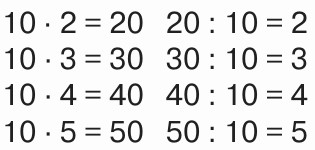 10 · 2 = 20 20 : 10 = 2
10 · 3 = 30 30 : 10 = 3
10 · 4 = 40 40 : 10 = 4
10 · 5 = 50 50 : 10 = 5